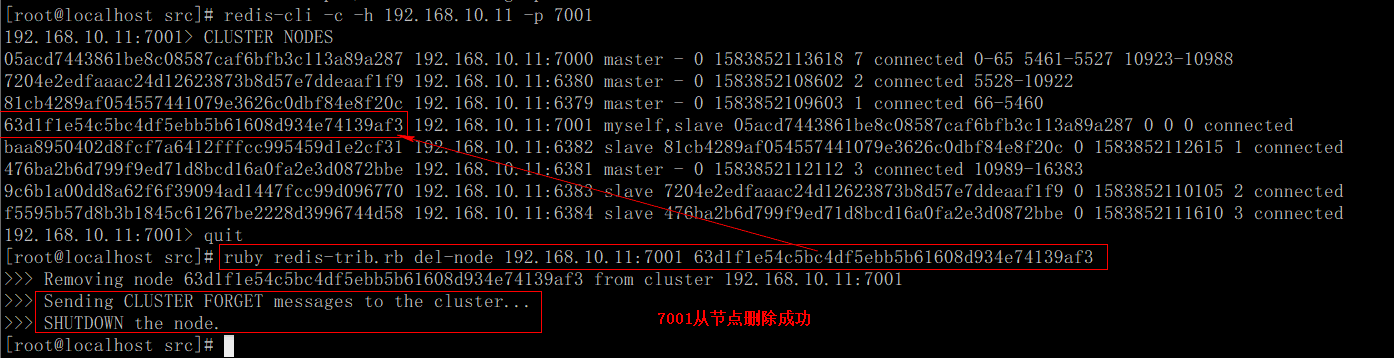 [root@localhost src]# redis-cli -c -h 192.168.10.11 -p 7001
192.168.10.11:7001> CLUSTER NODES
05acd7443861be8c08587caf6bfb3c113a89a287 192.168.10.11:7000 master - 0 1583852113618 7 connected 0-65 5461-5527 10923-10988
7204e2edfaaac24d12623873b8d57e7ddeaaf1f9 192.168.10.11:6380 master - 0 1583852108602 2 connected 5528-10922
81cb4289af054557441079e3626c0dbf84e8f20c 192.168.10.11:6379 master - 0 1583852109603 1 connected 66-5460
63d1f1e54c5bc4df5ebb5b61608d934e74139af3 192.168.10.11:7001 myself,slave 05acd7443861be8c08587caf6bfb3c113a89a287 0 0 0 connected
baa8950402d8fcf7a6412fffcc995459d1e2cf31 192.168.10.11:6382 slave 81cb4289af054557441079e3626c0dbf84e8f20c 0 1583852112615 1 connected
476ba2b6d799f9ed71d8bcd16a0fa2e3d0872bbe 192.168.10.11:6381 master - 0 1583852112112 3 connected 10989-16383
9c6b1a00dd8a62f6f39094ad1447fcc99d096770 192.168.10.11:6383 slave 7204e2edfaaac24d12623873b8d57e7ddeaaf1f9 0 1583852110105 2 connected
f5595b57d8b3b1845c61267be2228d3996744d58 192.168.10.11:6384 slave 476ba2b6d799f9ed71d8bcd16a0fa2e3d0872bbe 0 1583852111610 3 connected
192.168.10.11:7001> quit
[root@localhost src]# ruby redis-trib.rb del-node 192.168.10.11:7001 63d1f1e54c5bc4df5ebb5b61608d934e74139af3
>>> Removing node 63d1f1e54c5bc4df5ebb5b61608d934e74139af3 from cluster 192.168.10.11:7001
>>> Sending CLUSTER FORGET messages to the cluster...
>>> SHUTDOWN the node.
7001从节点删除成功
[root@localhost src]#